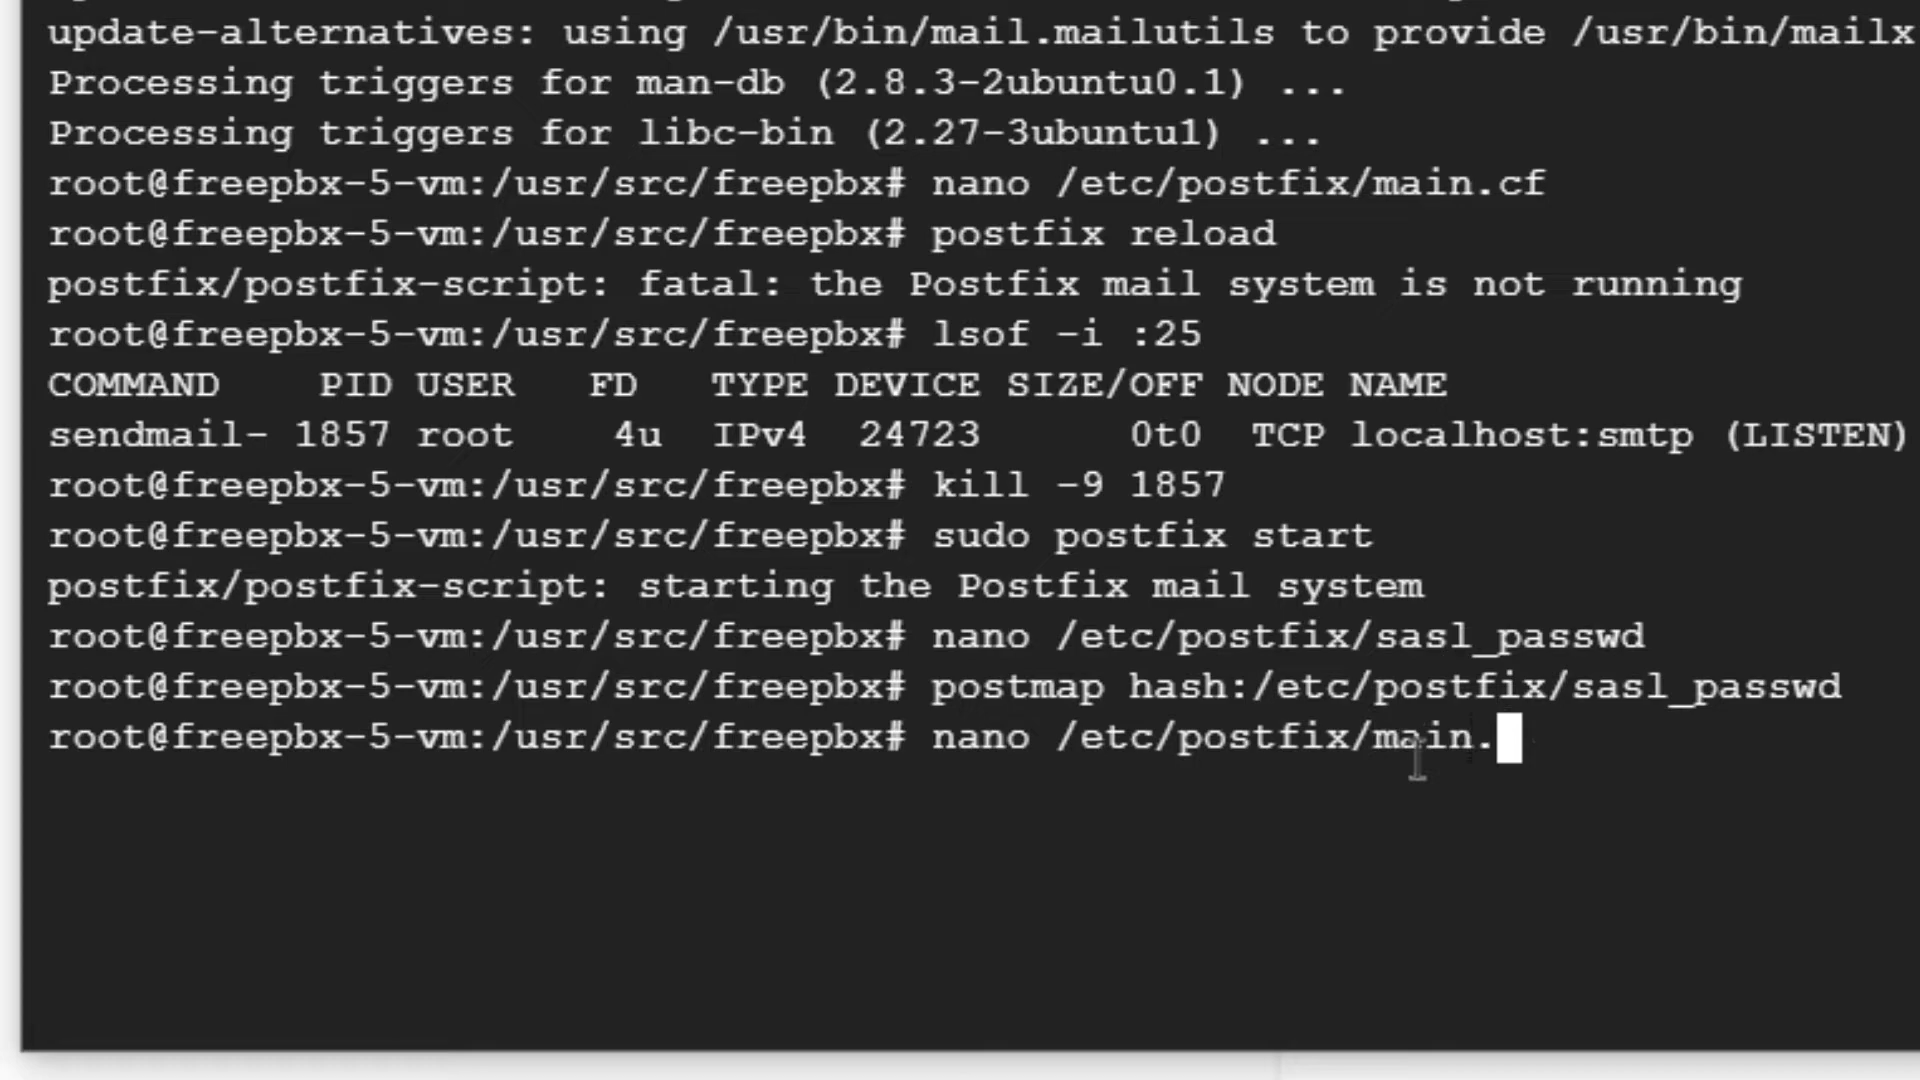 update-alternatives: using /usr/bin/mail.mailutils to provide /usr/bin/mailx
Processing triggers for man-db (2.8.3-2ubuntu0.1) ...
Processing triggers for libc-bin (2.27-3ubuntu1) ...
root@freepbx-5-vm:/usr/src/freepbx# nano /etc/postfix/main.cf
root@freepbx-5-vm:/usr/src/freepbx# postfix reload
postfix/postfix-script: fatal: the Postfix mail system is not running
root@freepbx-5-vm:/usr/src/freepbx# lsof -i :25
COMMAND    PID USER   FD   TYPE DEVICE SIZE/OFF NODE NAME
sendmail- 1857 root    4u  IPv4  24723      0t0  TCP localhost:smtp (LISTEN)
root@freepbx-5-vm:/usr/src/freepbx# kill -9 1857
root@freepbx-5-vm:/usr/src/freepbx# sudo postfix start
postfix/postfix-script: starting the Postfix mail system
root@freepbx-5-vm:/usr/src/freepbx# nano /etc/postfix/sasl_passwd
root@freepbx-5-vm:/usr/src/freepbx# postmap hash:/etc/postfix/sasl_passwd
root@freepbx-5-vm:/usr/src/freepbx# nano /etc/postfix/main.